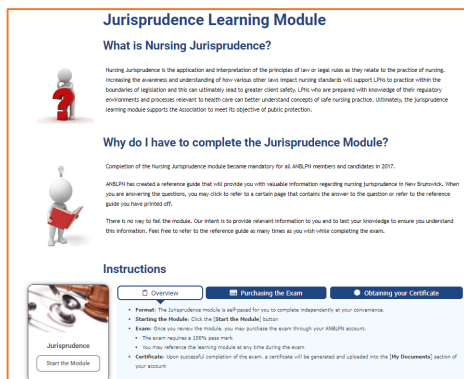 Jurisprudence Learning Module
What is Nursing Jurisprudence?
Nursing Jurisprudence is the application and interpretation of the principles of law or legal rules as they relate to the practice of nursing.
Increasing the awareness and understanding of how various other laws impact nursing standards will support LPNs to practice within the
boundaries of legislation and this can ultimately lead to greater client safety. LPNs who are prepared with knowledge of their regulatory
environments and processes relevant to health care can better understand concepts of safe nursing practice. Ultimately, the jurisprudence
learning module supports the Association to meet its objective of public protection.
Why do I have to complete the Jurisprudence Module?
Completion of the Nursing Jurisprudence module became mandatory for all ANBLPN members and candidates in 2017.
ANBLPN has created a reference guide that will provide you with valuable information regarding nursing jurisprudence in New Brunswick. When
you are answering the questions, you may click to refer to a certain page that contains the answer to the question or refer to the reference
guide you have printed off.
There is no way to fail the module. Our intent is to provide relevant information to you and to test your knowledge to ensure you understand
this information. Feel free to refer to the reference guide as many times as you wish while completing the exam.
Instructions
Overview
Purchasing the Exam
Obtaining your Certificate
Format: The Jurisprudence module is self-paced for you to complete independently at your convenience.
Starting the Module: Click the [Start the Module] button
Exam: Once you review the module, you may purchase the exam through your ANBLPN account.
The exam requires a 100% pass mark
You may reference the learning module at any time during the exam
Certificate: Upon successful completion of the exam, a certificate will be generated and uploaded into the [My Documents] section of
your account
Jurisprudence
Start the Module